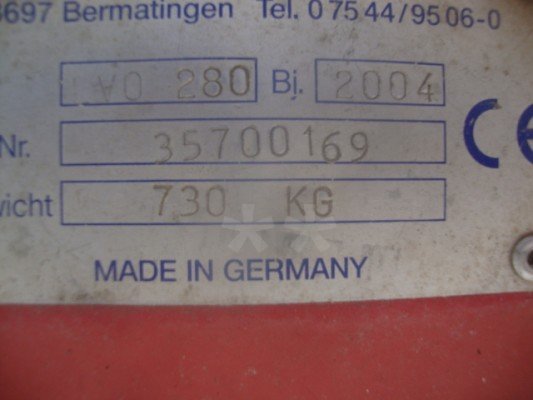 8697 Bermatingen Tel. 0 75 44/95 06-0
280 Bj. 2004
Nr. 35700169
wicht 730 KG
MADE IN GERMANY
CE